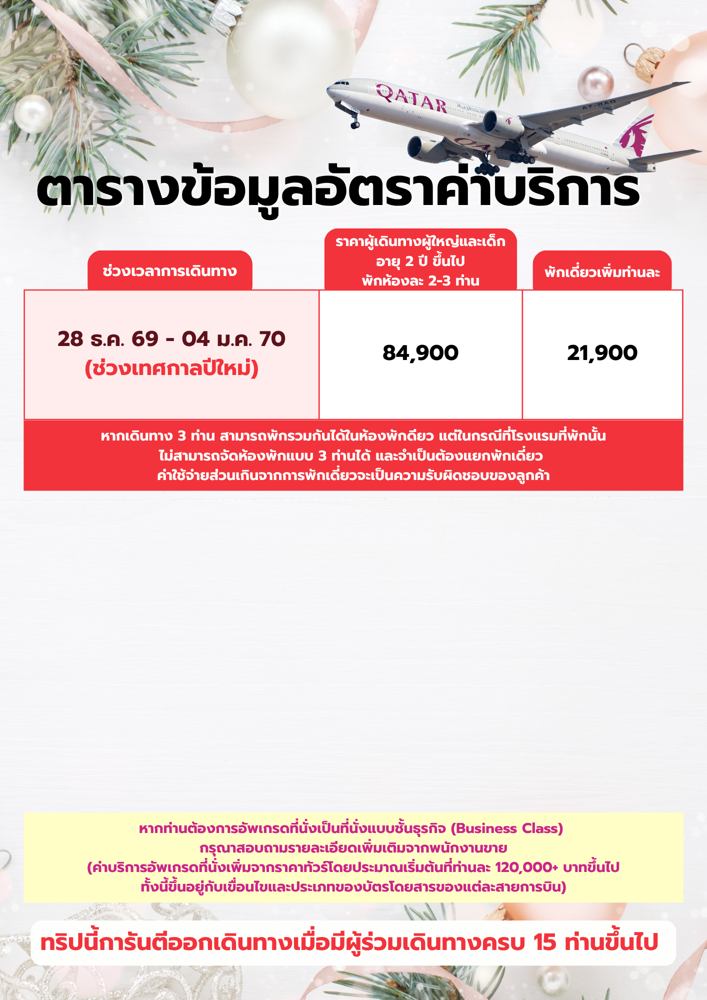 QATAR
القطرية
A7-BAQ
ตารางข้อมูลอัตราค่าบริการ
ช่วงเวลาการเดินทาง
ราคาผู้เดินทางผู้ใหญ่และเด็ก
อายุ 2 ปี ขึ้นไป
พักห้องละ 2-3 ท่าน
พักเดี่ยวเพิ่มท่านละ
28 ธ.ค. 69 - 04 ม.ค. 70
(ช่วงเทศกาลปีใหม่)
84,900
21,900
หากเดินทาง 3 ท่าน สามารถพักรวมกันได้ในห้องพักดียว แต่ในกรณีที่โรงแรมที่พักนั้น
ไม่สามารถจัดห้องพักแบบ 3 ท่านได้ และจำเป็นต้องแยกพักเดี่ยว
ค่าใช้จ่ายส่วนเกินจากการพักเดี่ยวจะเป็นความรับผิดชอบของลูกค้า
หากท่านต้องการอัพเกรดที่นั่งเป็นที่นั่งแบบชั้นธุรกิจ (Business Class)
กรุณาสอบถามรายละเอียดเพิ่มเติมจากพนักงานขาย
(ค่าบริการอัพเกรดที่นั่งเพิ่มจากราคาทัวร์โดยประมาณเริ่มต้นที่ท่านละ 120,000+ บาทขึ้นไป
ทั้งนี้ขึ้นอยู่กับเขื่อนไขและประเภทของบัตรโดยสารของแต่ละสายการบิน)
ทริปนี้การันตีออกเดินทางเมื่อมีผู้ร่วมเดินทางครบ 15 ท่านขึ้นไป